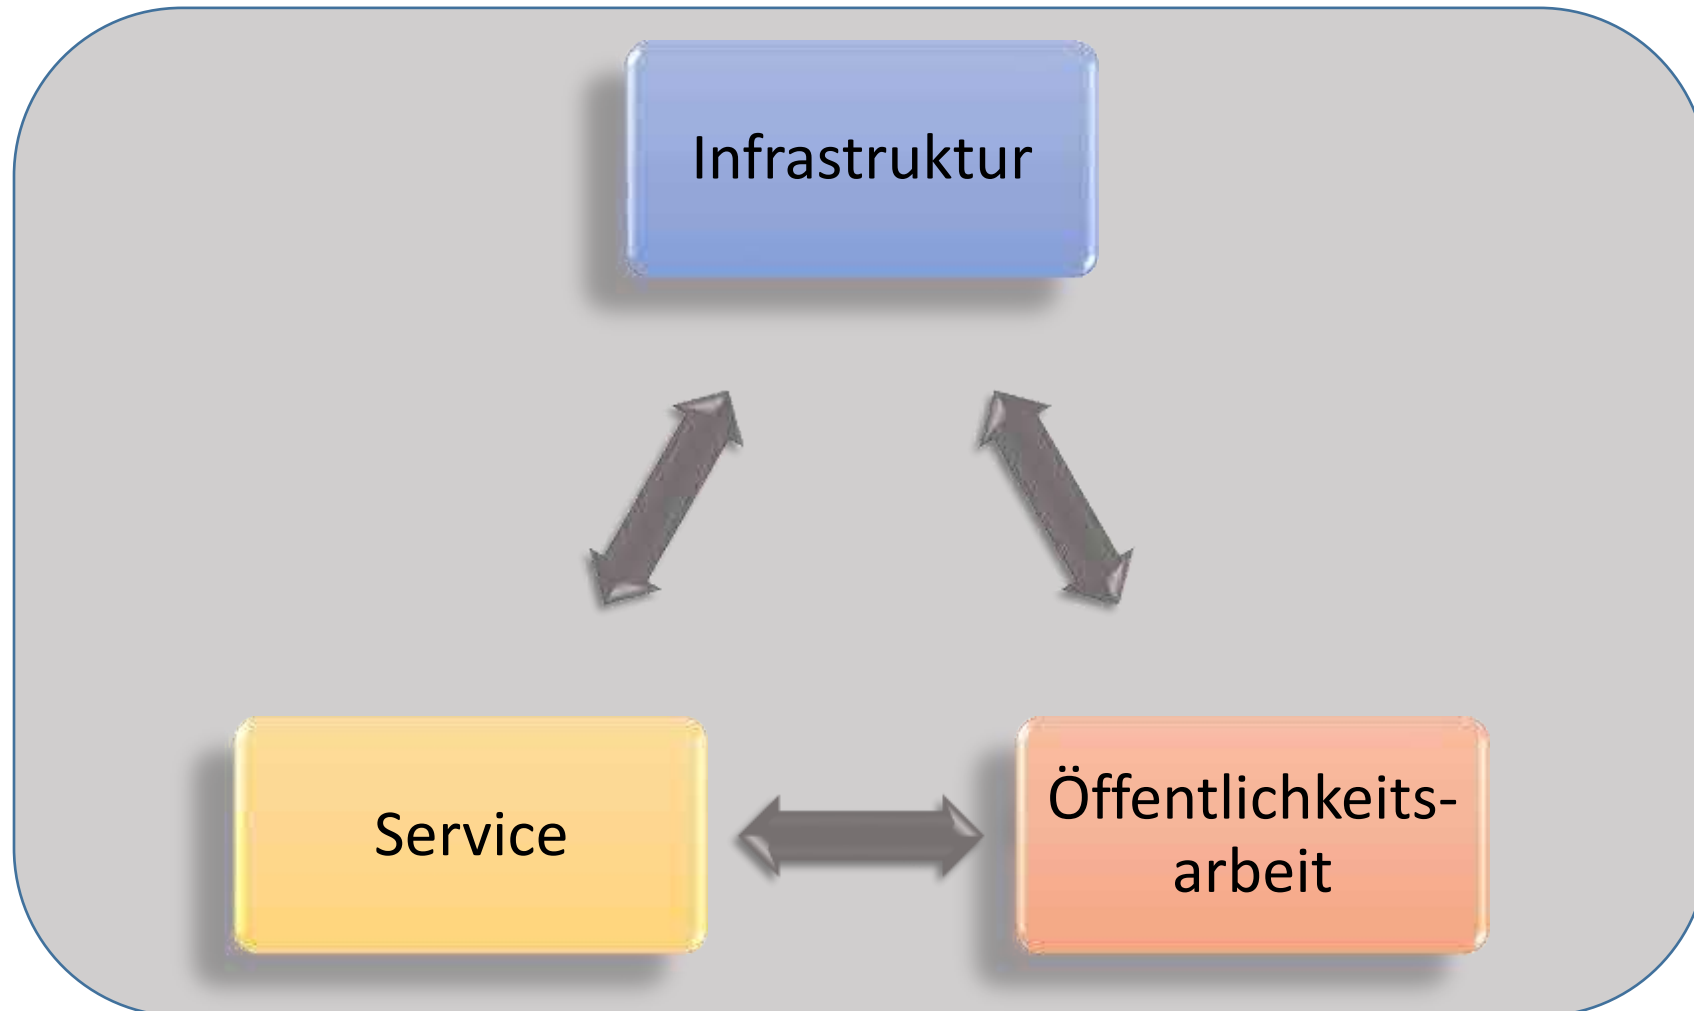 Infrastruktur
Service
Öffentlichkeits-
arbeit